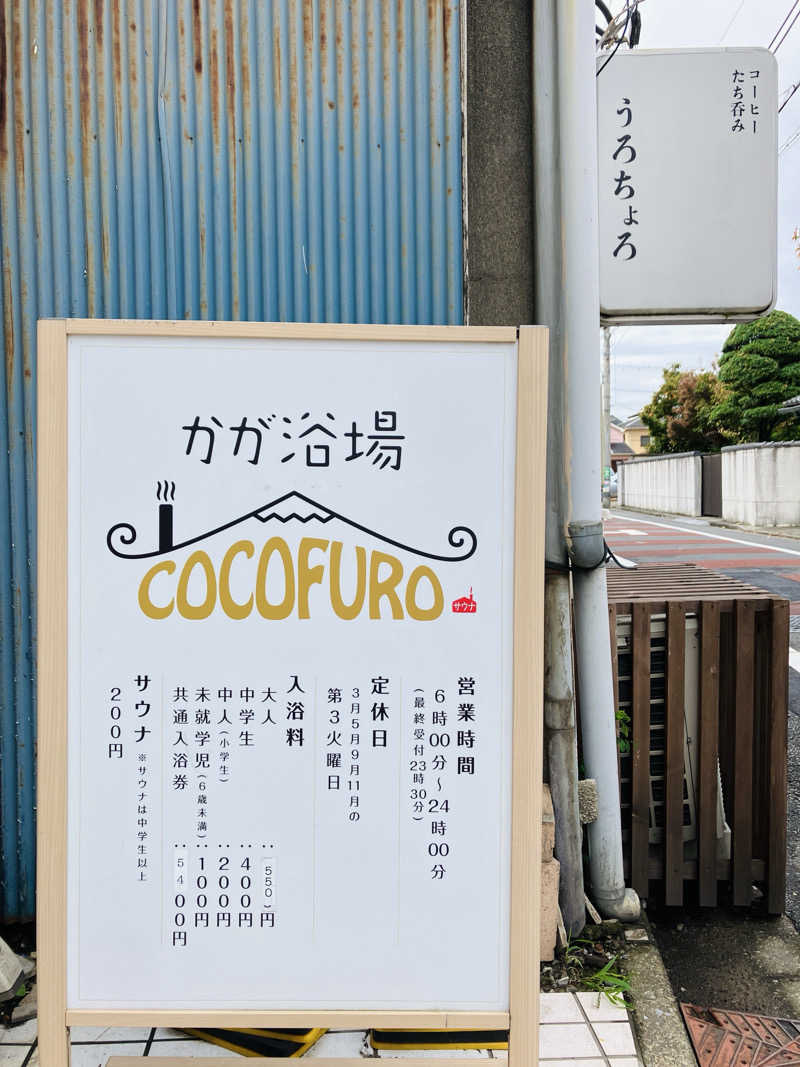 コーヒー
たち呑み
うろちょろ
かが浴場
COCOFURO
サウナ
営業時間
6時00分～24時00分
(最終受付23時30分)
定休日
3月5月9月11月の
第3火曜日
入浴料
大人‥550円
中学生‥400円
中人(小学生)‥200円
未就学児(6歳未満)‥100円
共通入浴券‥5400円
サウナ ※サウナは中学生以上
200円